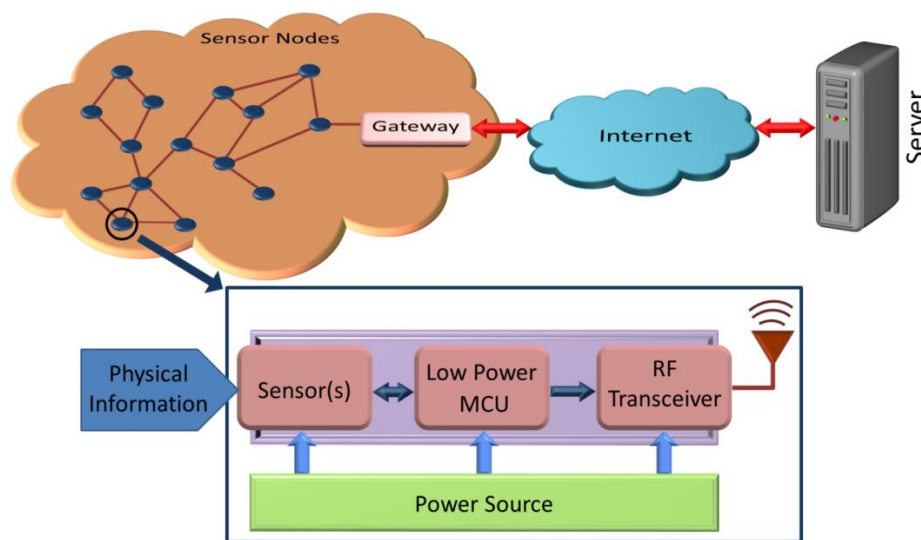 Sensor Nodes
Gateway
Internet
Server
Physical
Information
Sensor(s)
Low Power
MCU
RF
Transceiver
Power Source